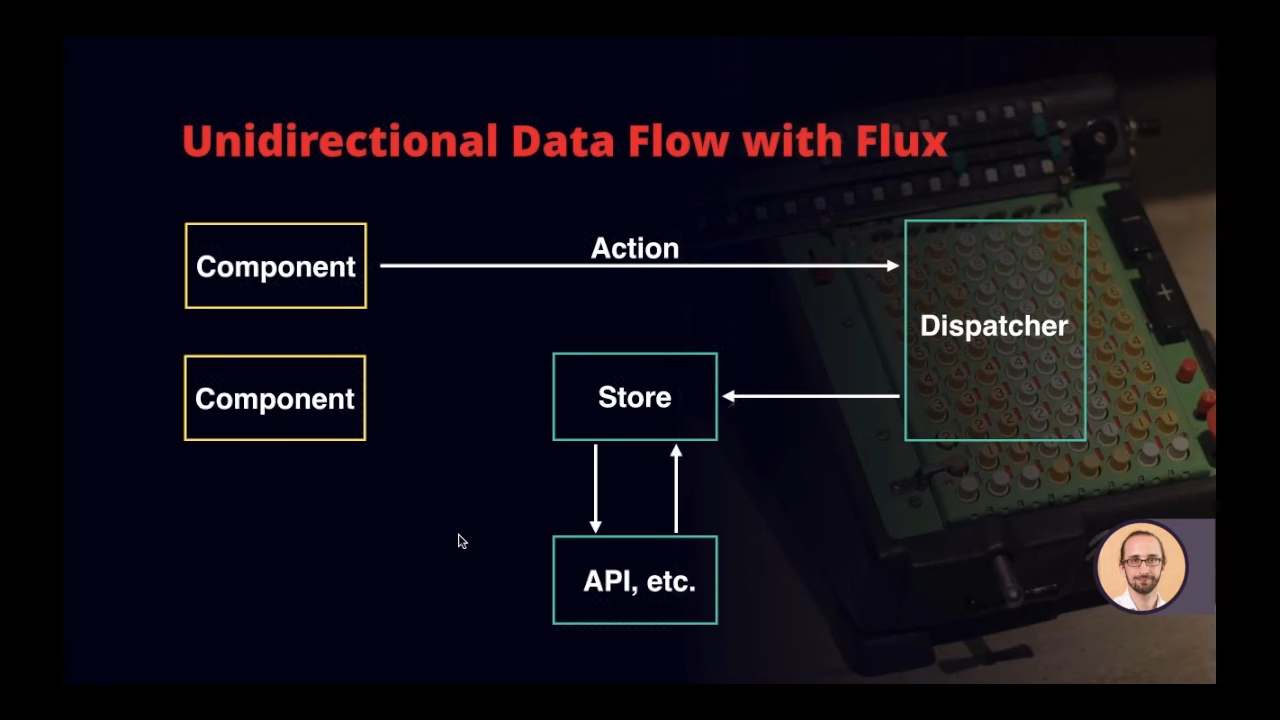 Unidirectional Data Flow with Flux
Component
Action
Dispatcher
Component
Store
API, etc.